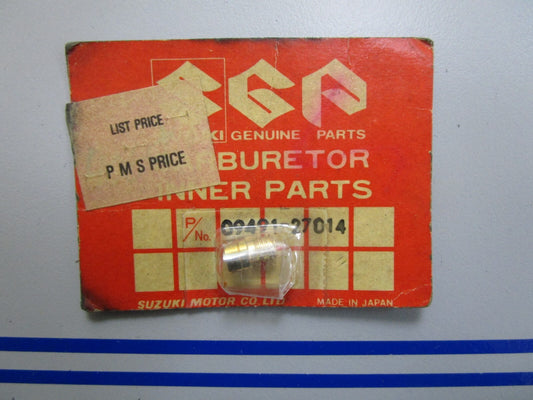 SGP
LIST PRICE
KI GENUINE PARTS
P M S PRICE
BURETOR
INNER PARTS
P/No. 09491-27014
SUZUKI MOTOR CO., LTD.
MADE IN JAPAN